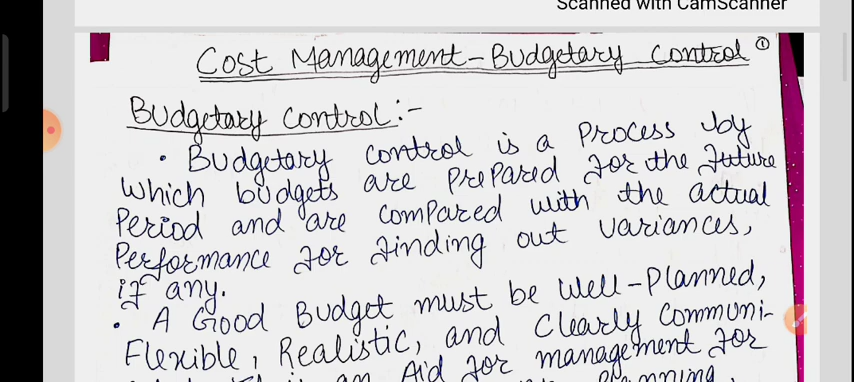 Scanned with CamScanner
Cost Management-Budgetary Control ①
Budgetary Control:-
• Budgetary control is a Process by
which budgets are prepared for the future
Period and are compared with the actual
Performance for finding out variances,
if any.
• A Good Budget must be Well-Planned,
Flexible, Realistic, and Clearly Communi-
an Aid for management for
Planning.